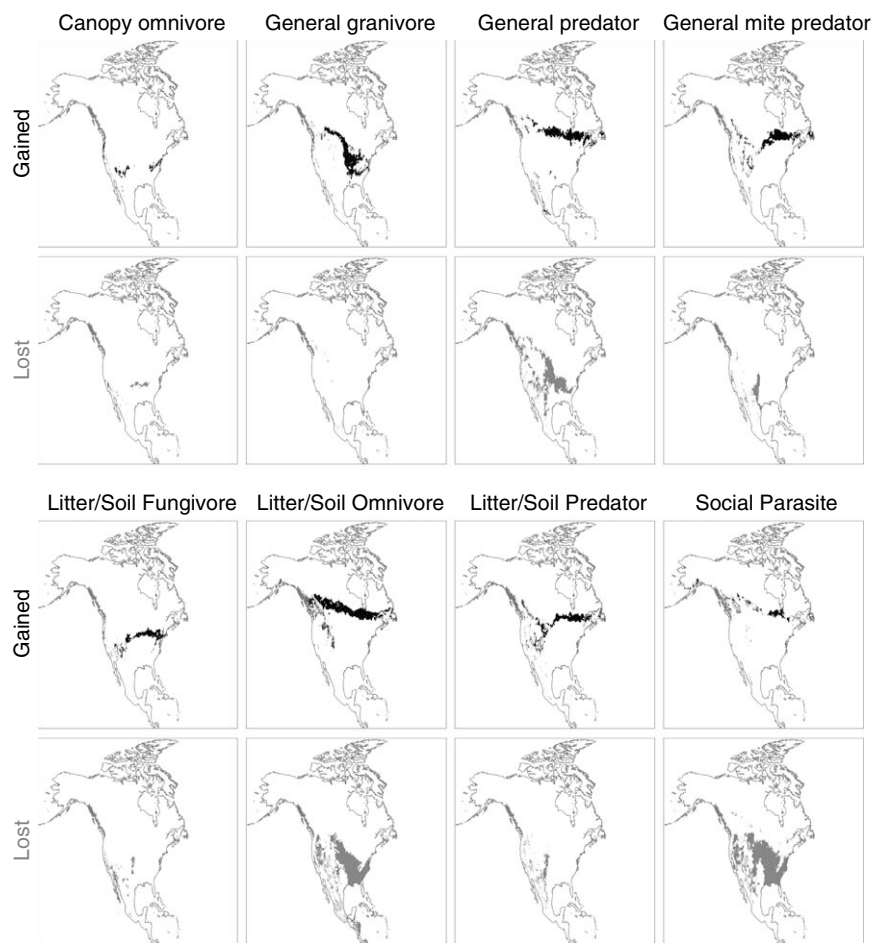 Canopy omnivore General granivore General predator General mite predator
Gained
Lost
Litter/Soil Fungivore Litter/Soil Omnivore Litter/Soil Predator Social Parasite
Gained
Lost